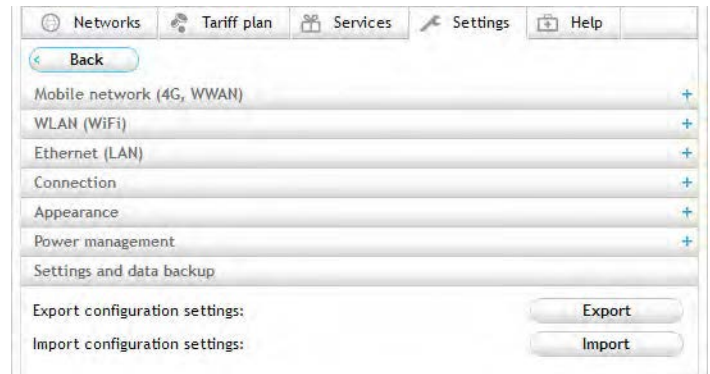 Networks Tariff plan Services Settings Help
Back
Mobile network (4G, WWAN) +
WLAN (WiFi) +
Ethernet (LAN) +
Connection +
Appearance +
Power management +
Settings and data backup
Export configuration settings: Export
Import configuration settings: Import